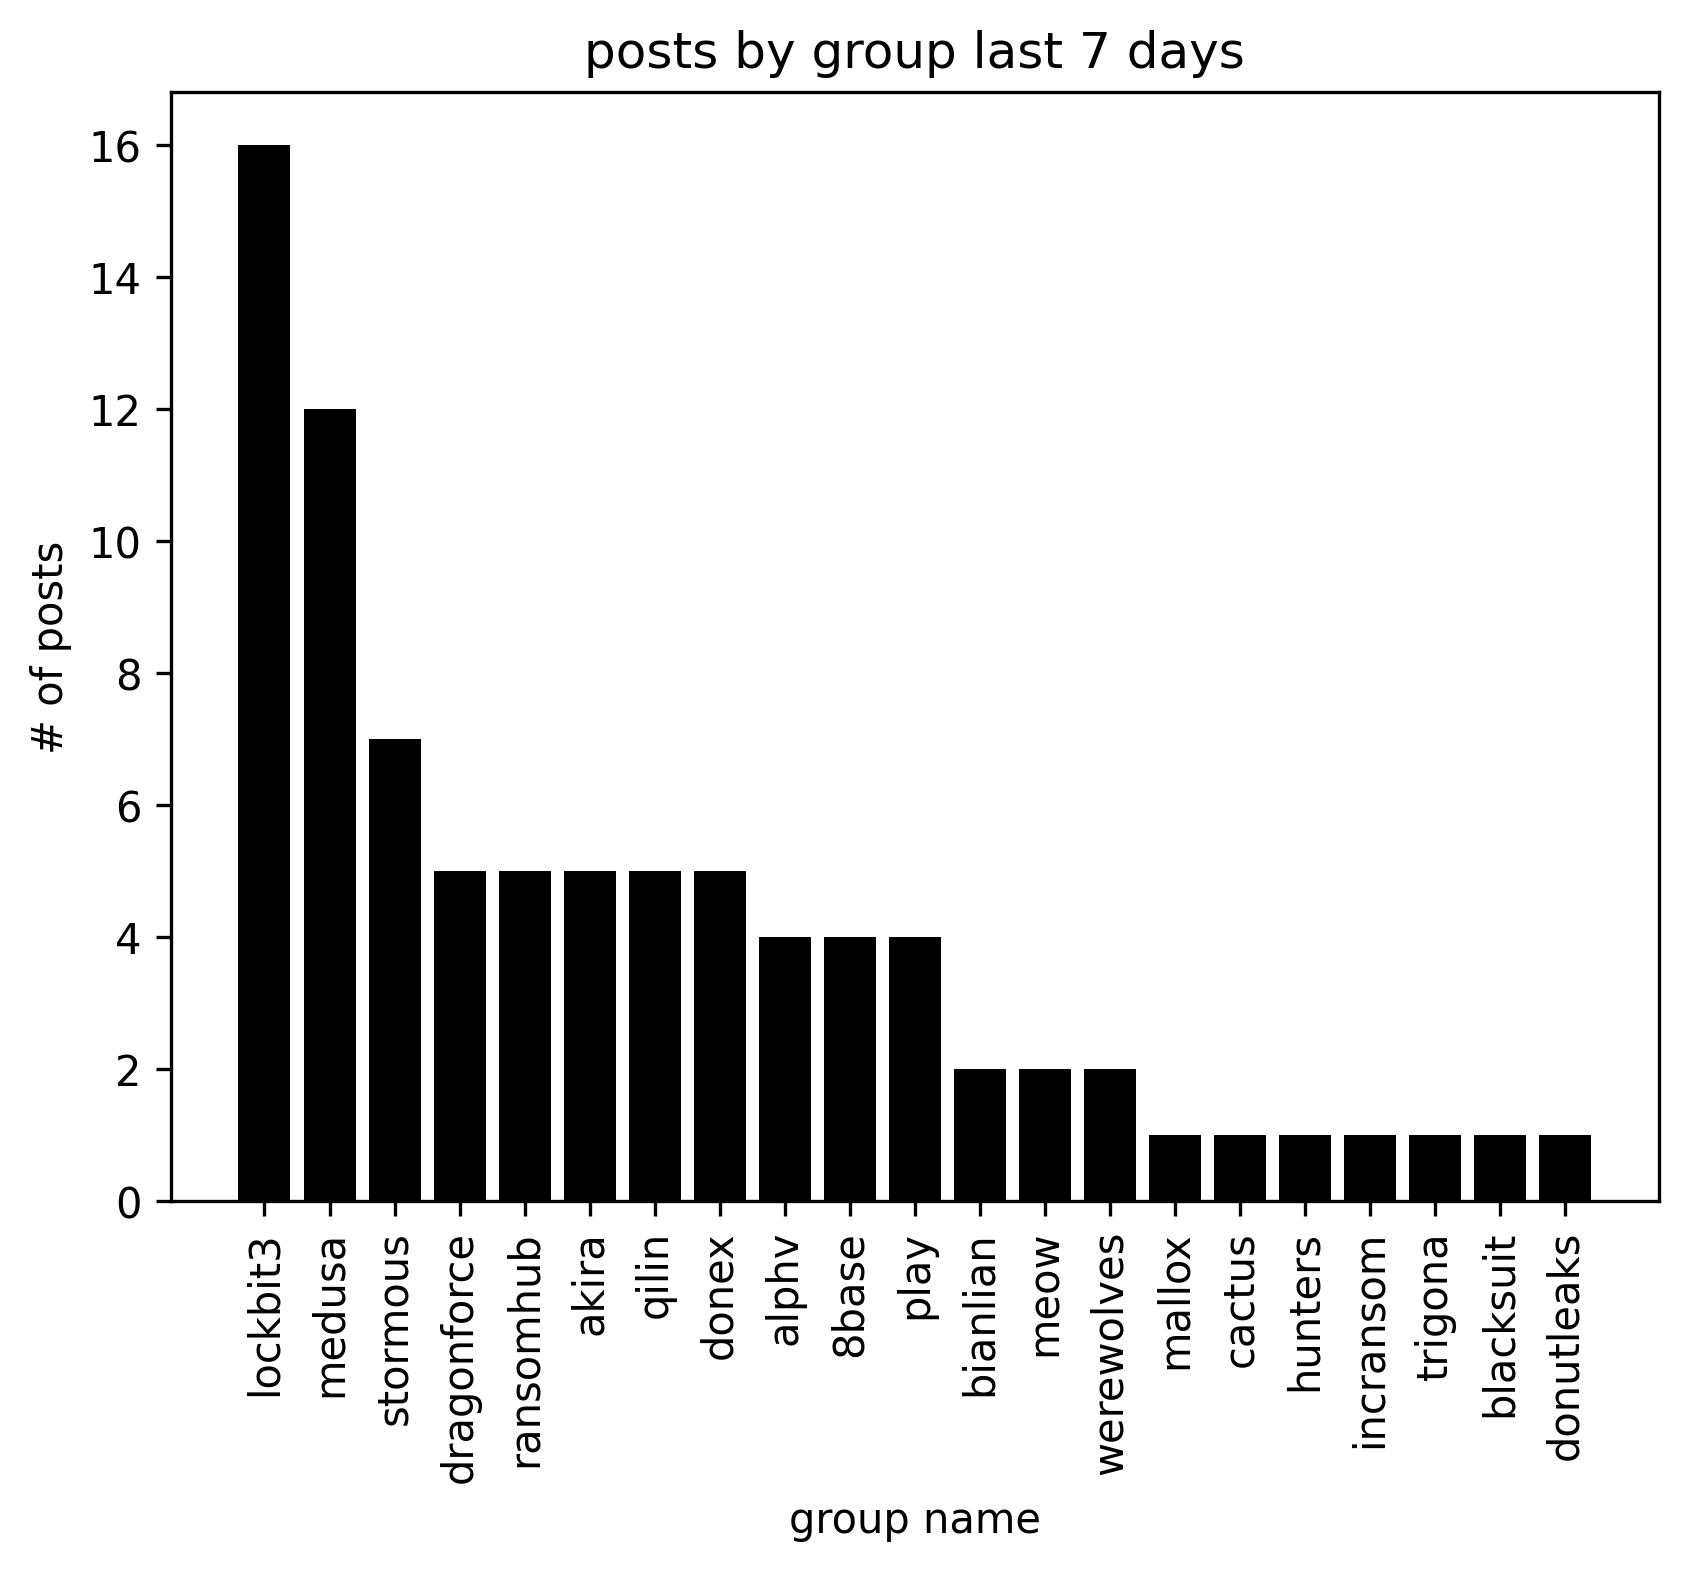 posts by group last 7 days
16
14
12
10
8
6
4
2
0
# of posts
lockbit3
medusa
stormous
dragonforce
ransomhub
akira
qilin
donex
alphv
8base
play
bianlian
meow
werewolves
mallox
cactus
hunters
incransom
trigona
blacksuit
donutleaks
group name